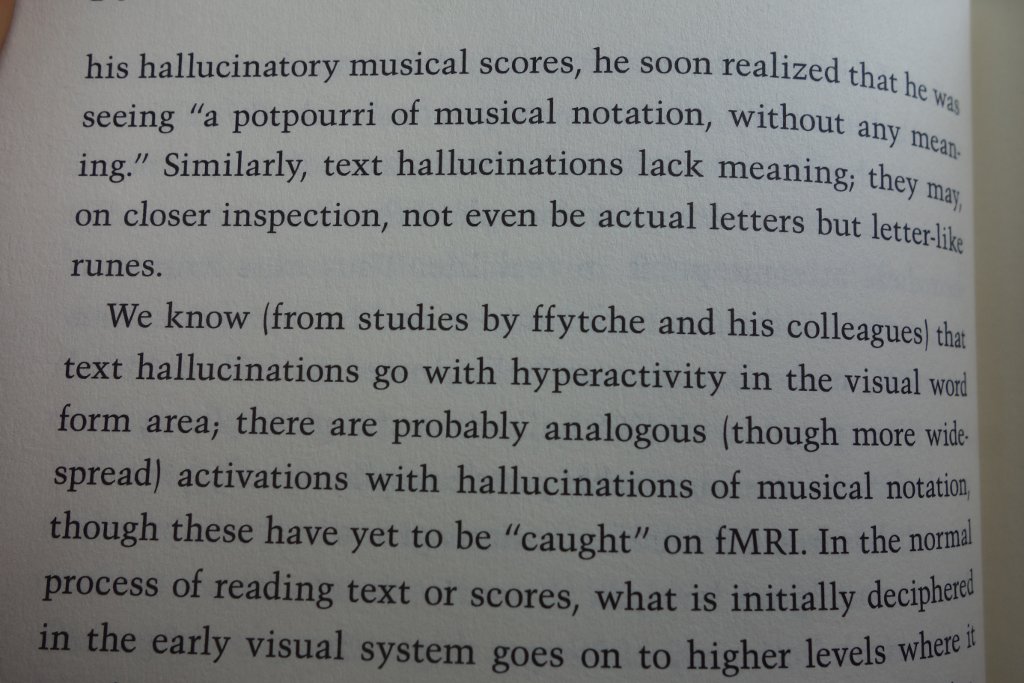 his hallucinatory musical scores, he soon realized that he was
seeing “a potpourri of musical notation, without any mean-
ing.” Similarly, text hallucinations lack meaning; they may,
on closer inspection, not even be actual letters but letter-like
runes.
We know (from studies by ffytche and his colleagues) that
text hallucinations go with hyperactivity in the visual word
form area; there are probably analogous (though more wide-
spread) activations with hallucinations of musical notation,
though these have yet to be “caught” on fMRI. In the normal
process of reading text or scores, what is initially deciphered
in the early visual system goes on to higher levels where it